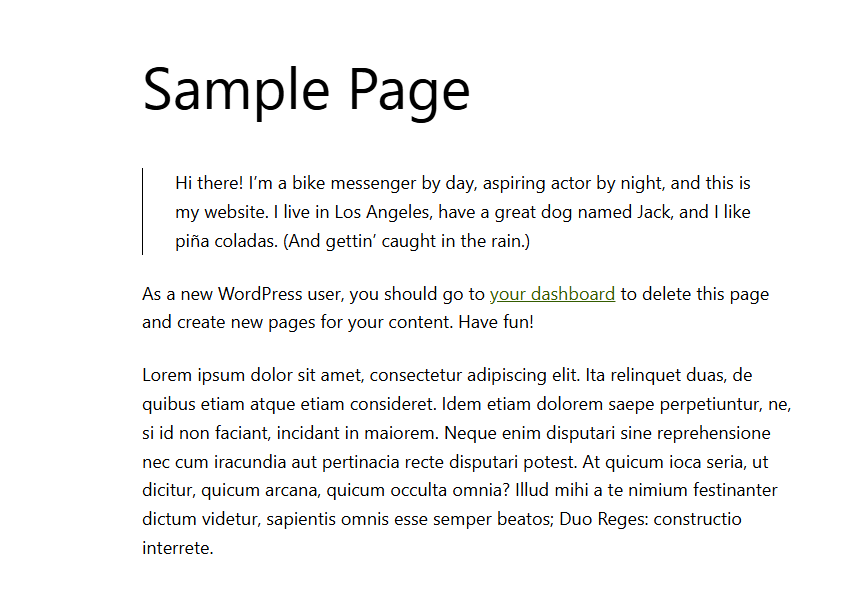 Sample Page
Hi there! I’m a bike messenger by day, aspiring actor by night, and this is
my website. I live in Los Angeles, have a great dog named Jack, and I like
piña coladas. (And gettin’ caught in the rain.)
As a new WordPress user, you should go to your dashboard to delete this page
and create new pages for your content. Have fun!
Lorem ipsum dolor sit amet, consectetur adipiscing elit. Ita relinquet duas, de
quibus etiam atque etiam consideret. Idem etiam dolorem saepe perpetiuntur, ne,
si id non faciant, incidant in maiorem. Neque enim disputari sine reprehensione
nec cum iracundia aut pertinacia recte disputari potest. At quicum ioca seria, ut
dicitur, quicum arcana, quicum occulta omnia? Illud mihi a te nimium festinanter
dictum videtur, sapientis omnis esse semper beatos; Duo Reges: constructio
interrete.